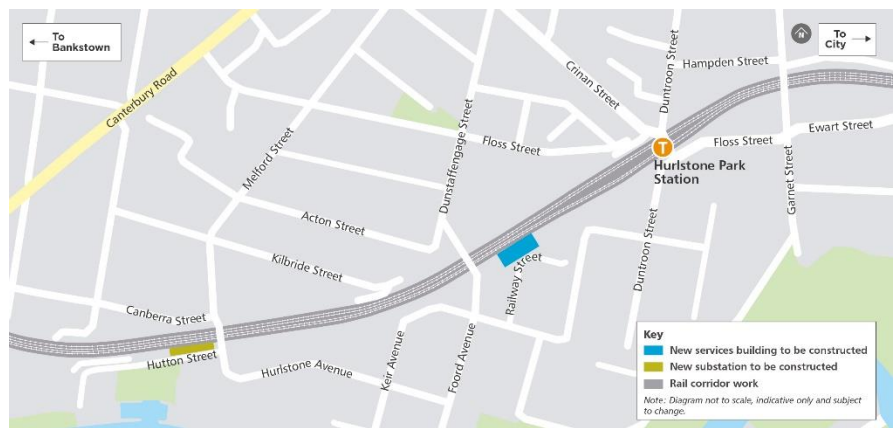 To
Bankstown
To
City
N
Canterbury Road
Melford Street
Dunstaffengage Street
Crinan Street
Duntroon Street
Hampden Street
Floss Street
Floss Street
Ewart Street
T
Hurlstone Park
Station
Garnet Street
Acton Street
Kilbride Street
Railway Street
Duntroon Street
Canberra Street
Hutton Street
Hurlstone Avenue
Keir Avenue
Foord Avenue
Key
New services building to be constructed
New substation to be constructed
Rail corridor work
Note: Diagram not to scale, indicative only and subject
to change.